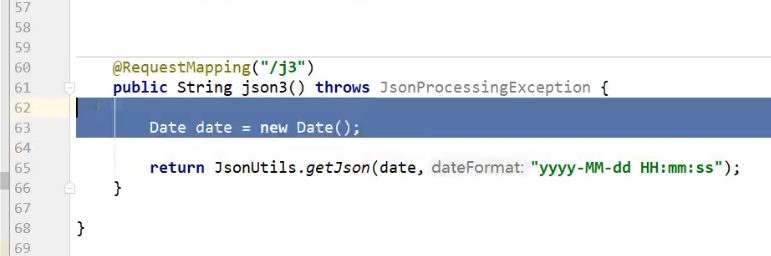 57
58
59
60 @RequestMapping("/j3")
61 public String json3() throws JsonProcessingException {
62
63 Date date = new Date();
64
65 return JsonUtils.getJson(date, dateFormat: "yyyy-MM-dd HH:mm:ss");
66 }
67
68 }
69